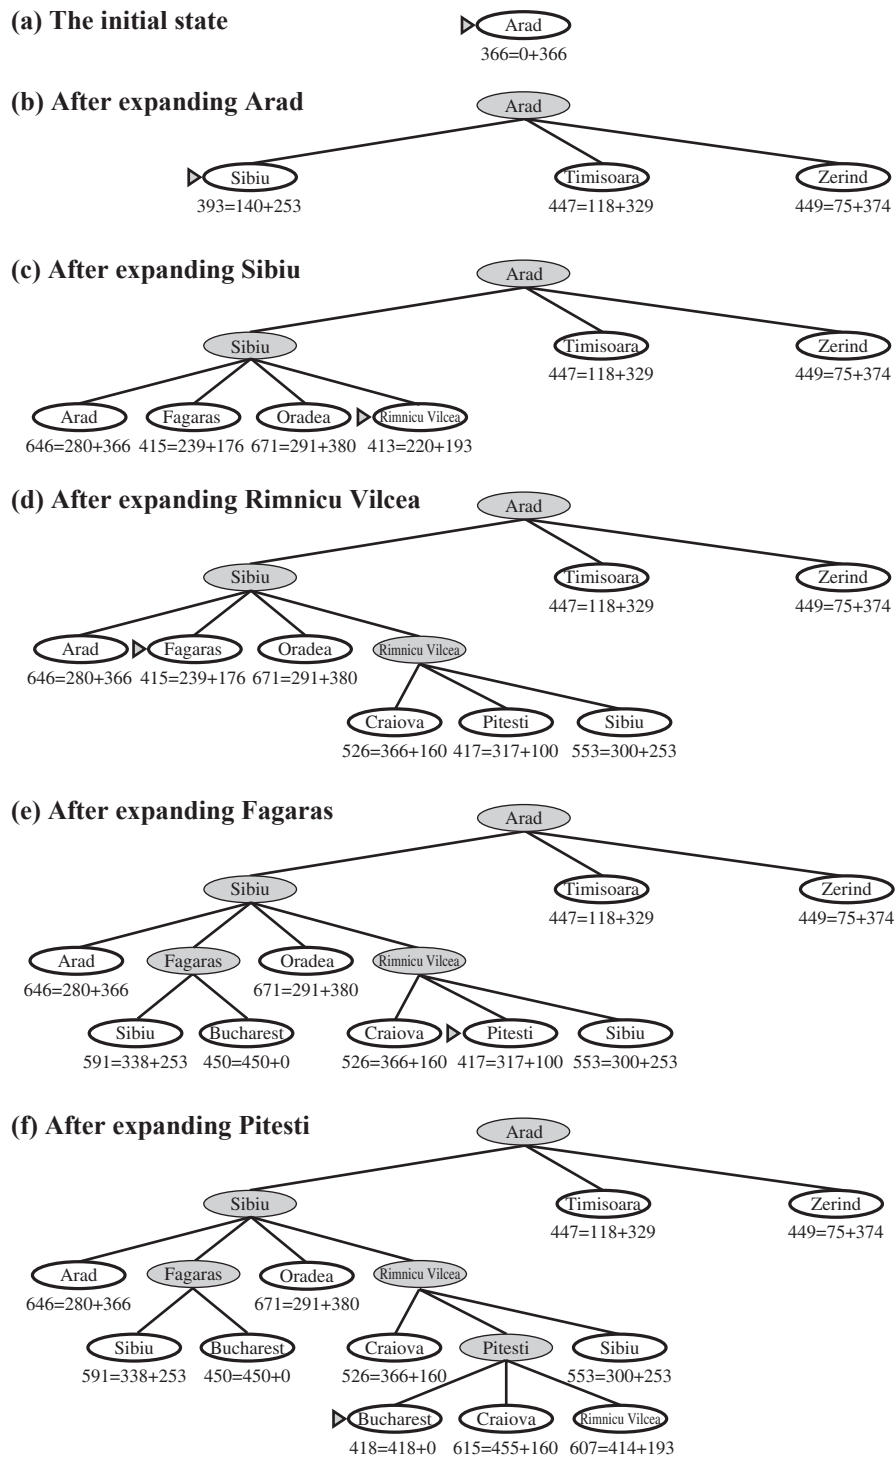 (a) The initial state
Arad
366=0+366
(b) After expanding Arad
Arad
Sibiu Timisoara Zerind
393=140+253 447=118+329 449=75+374
(c) After expanding Sibiu
Arad
Sibiu Timisoara Zerind
447=118+329 449=75+374
Arad Fagaras Oradea Rimnicu Vilcea
646=280+366 415=239+176 671=291+380 413=220+193
(d) After expanding Rimnicu Vilcea
Arad
Sibiu Timisoara Zerind
447=118+329 449=75+374
Arad Fagaras Oradea Rimnicu Vilcea
646=280+366 415=239+176 671=291+380
Craiova Pitesti Sibiu
526=366+160 417=317+100 553=300+253
(e) After expanding Fagaras
Arad
Sibiu Timisoara Zerind
447=118+329 449=75+374
Arad Fagaras Oradea Rimnicu Vilcea
646=280+366 671=291+380
Sibiu Bucharest Craiova Pitesti Sibiu
591=338+253 450=450+0 526=366+160 417=317+100 553=300+253
(f) After expanding Pitesti
Arad
Sibiu Timisoara Zerind
447=118+329 449=75+374
Arad Fagaras Oradea Rimnicu Vilcea
646=280+366 671=291+380
Sibiu Bucharest Craiova Pitesti Sibiu
591=338+253 450=450+0 526=366+160 553=300+253
Bucharest Craiova Rimnicu Vilcea
418=418+0 615=455+160 607=414+193